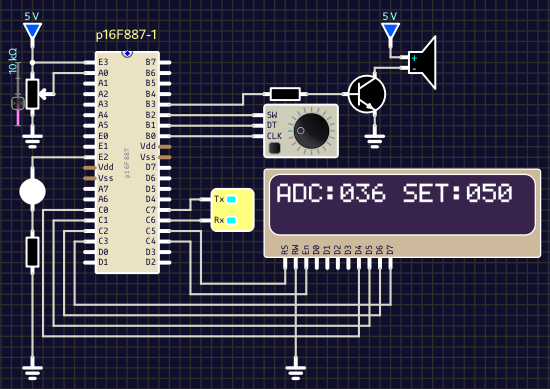 5 V
5 V
p16F887-1
10 kΩ
E3 B7
A0 B6
A1 B5
A2 B4
A3 B3
A4 B2
A5 B1
E0 B0
E1 Vdd
E2 Vss
Vdd D7
Vss D6
A7 D5
A6 D4
C0 C7
C1 C6
C2 C5
C3 C4
D0 D3
D1 D2
p16F887
+
-
SW
DT
CLK
Tx
Rx
ADC:036 SET:050
RS RW En D0 D1 D2 D3 D4 D5 D6 D7